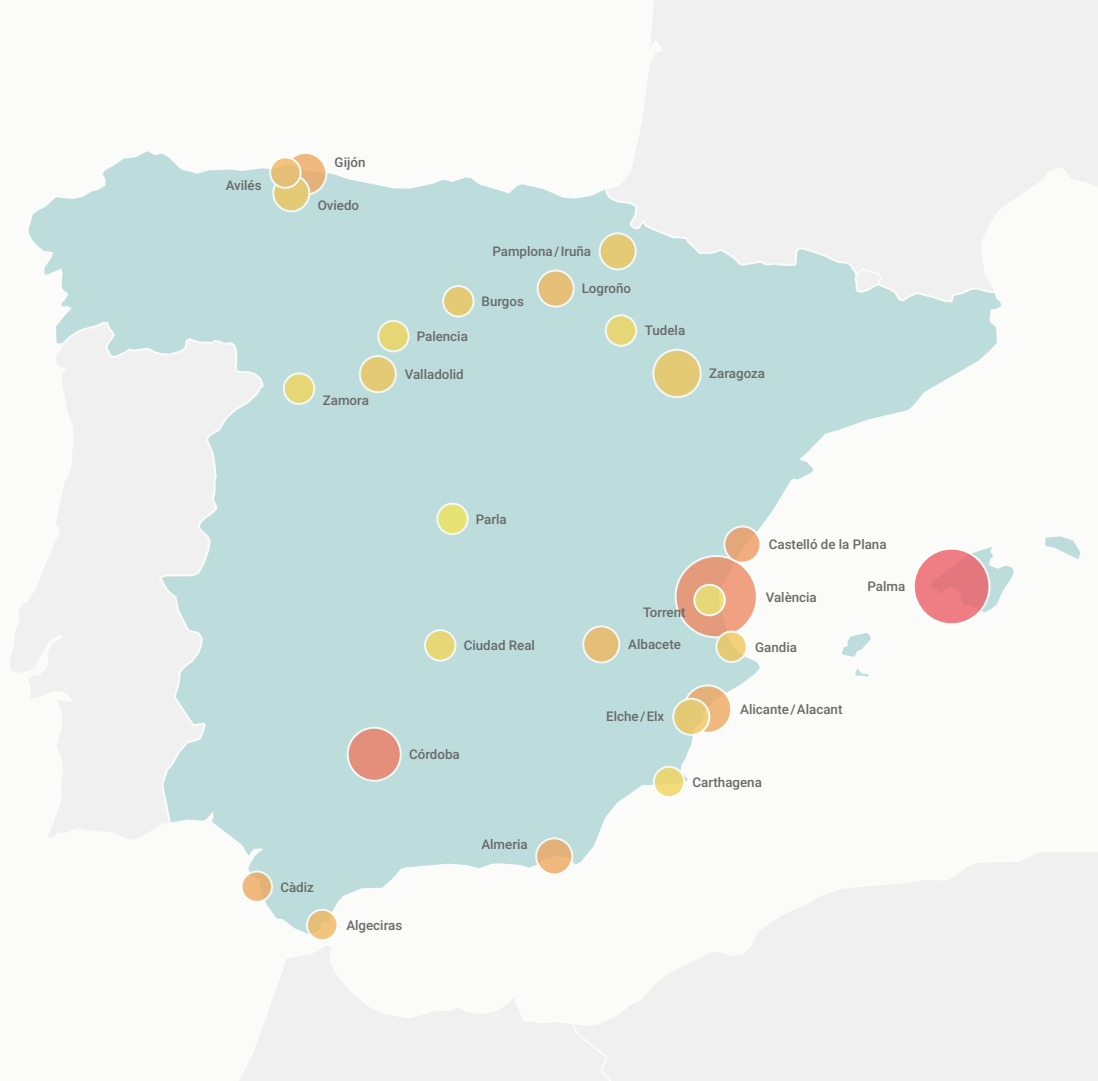 Gijón
Avilés
Oviedo
Pamplona/Iruña
Logroño
Burgos
Tudela
Palencia
Zaragoza
Valladolid
Zamora
Parla
Castelló de la Plana
Palma
València
Torrent
Ciudad Real
Albacete
Gandia
Alicante/Alacant
Elche/Elx
Córdoba
Carthagena
Almeria
Càdiz
Algeciras